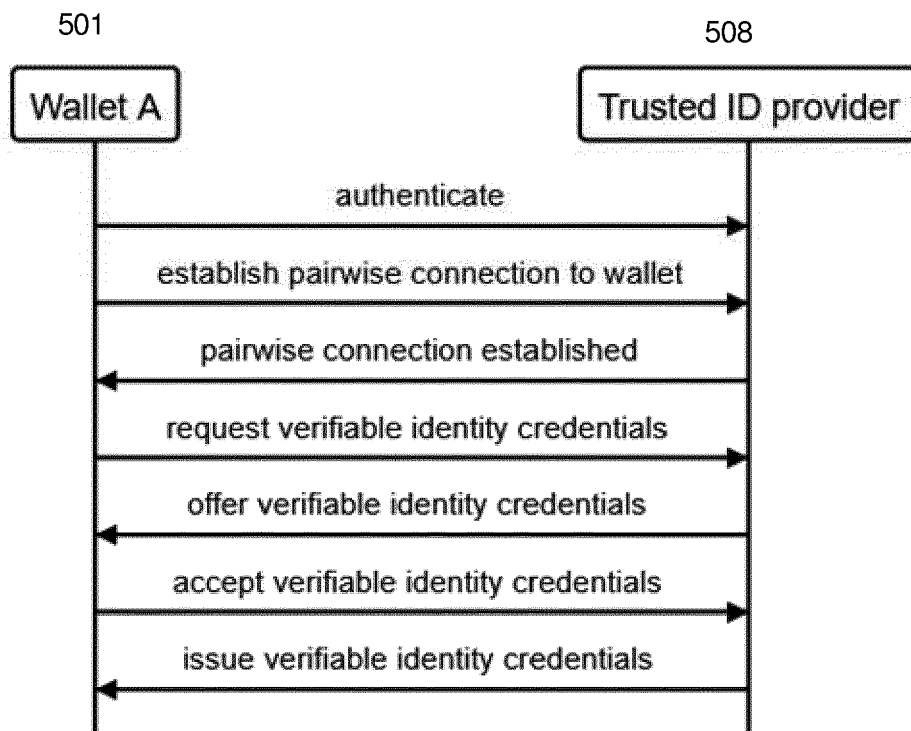 501
508
Wallet A
Trusted ID provider
authenticate
establish pairwise connection to wallet
pairwise connection established
request verifiable identity credentials
offer verifiable identity credentials
accept verifiable identity credentials
issue verifiable identity credentials